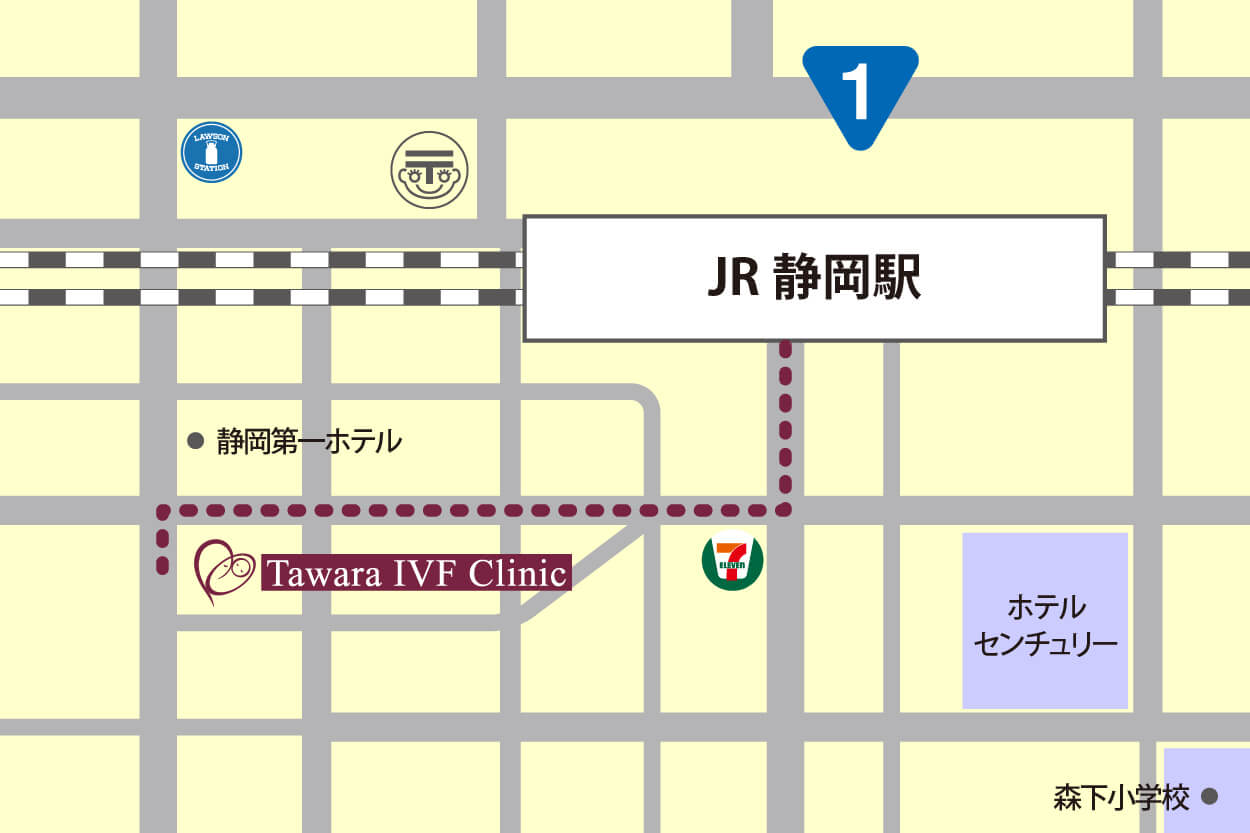 1
LAWSON
STATION
JR 静岡駅
静岡第一ホテル
Tawara IVF Clinic
7
ELEVEN
ホテル
センチュリー
森下小学校